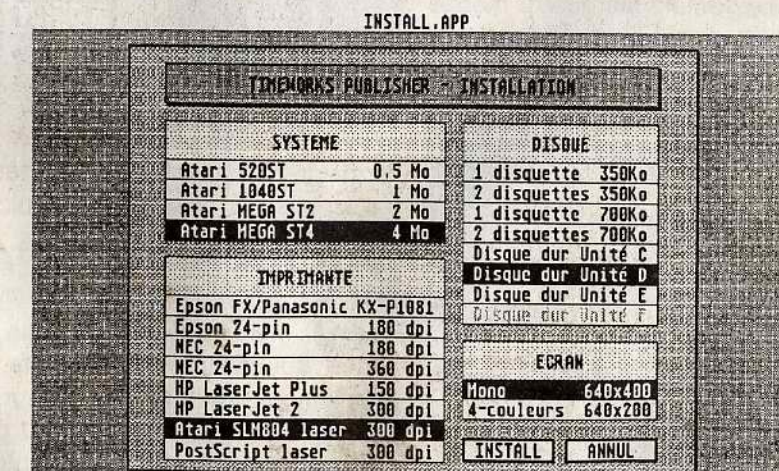 INSTALL.APP
TIMEWORKS PUBLISHER - INSTALLATION
SYSTEME
Atari 520ST 0,5 Mo
Atari 1040ST 1 Mo
Atari MEGA ST2 2 Mo
Atari MEGA ST4 4 Mo
IMPRIMANTE
Epson FX/Panasonic KX-P1081
Epson 24-pin 180 dpi
NEC 24-pin 180 dpi
NEC 24-pin 360 dpi
HP LaserJet Plus 150 dpi
HP LaserJet 2 300 dpi
Atari SLM804 laser 300 dpi
PostScript laser 300 dpi
DISQUE
1 disquette 350Ko
2 disquettes 350Ko
1 disquette 700Ko
2 disquettes 700Ko
Disque dur Unité C
Disque dur Unité D
Disque dur Unité E
Disque dur Unité F
ECRAN
Mono 640x400
4-couleurs 640x200
INSTALL ANNUL